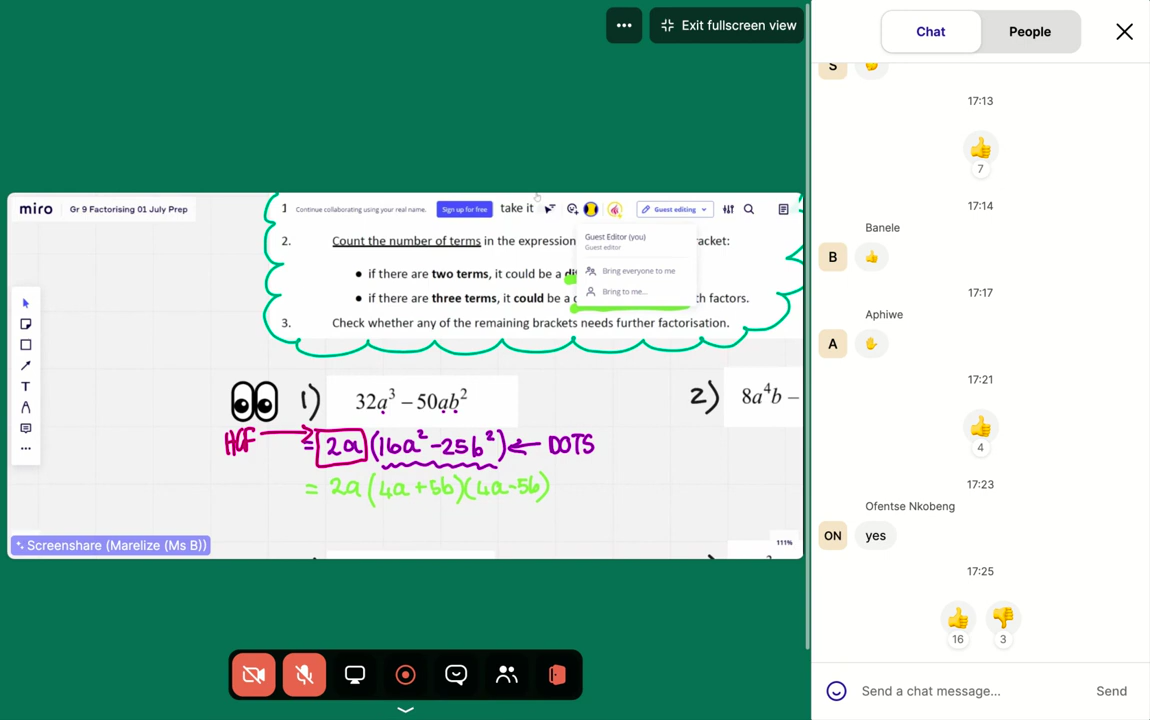 Exit fullscreen view
Chat
People
S
17:13
7
17:14
Banele
B
17:17
Aphiwe
A
17:21
4
17:23
Ofentse Nkobeng
ON
yes
17:25
16
3
Send a chat message...
Send
miro
Gr 9 Factorising 01 July Prep
Continue collaborating using your real name.
Sign up for free
take it
Guest editing
2. Count the number of terms in the expression
racket:
Guest Editor (you)
Guest editor
Bring everyone to me
Bring to me...
• if there are two terms, it could be a di
• if there are three terms, it could be a
th factors.
3. Check whether any of the remaining brackets needs further factorisation.
1) 32a³ − 50ab²
2) 8a⁴b −
HCF
= 2a(16a² − 25b²) ← DOTS
= 2a(4a + 5b)(4a − 5b)
T
111%
Screenshare (Marelize (Ms B))